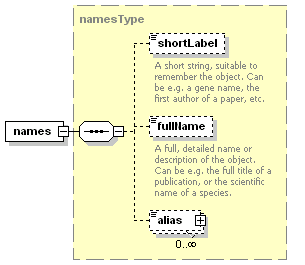 namesType
shortLabel
A short string, suitable to
remember the object. Can
be e.g. a gene name, the
first author of a paper, etc.
names
fullName
A full, detailed name or
description of the object.
Can be e.g. the full title of a
publication, or the scientific
name of a species.
alias
0..∞